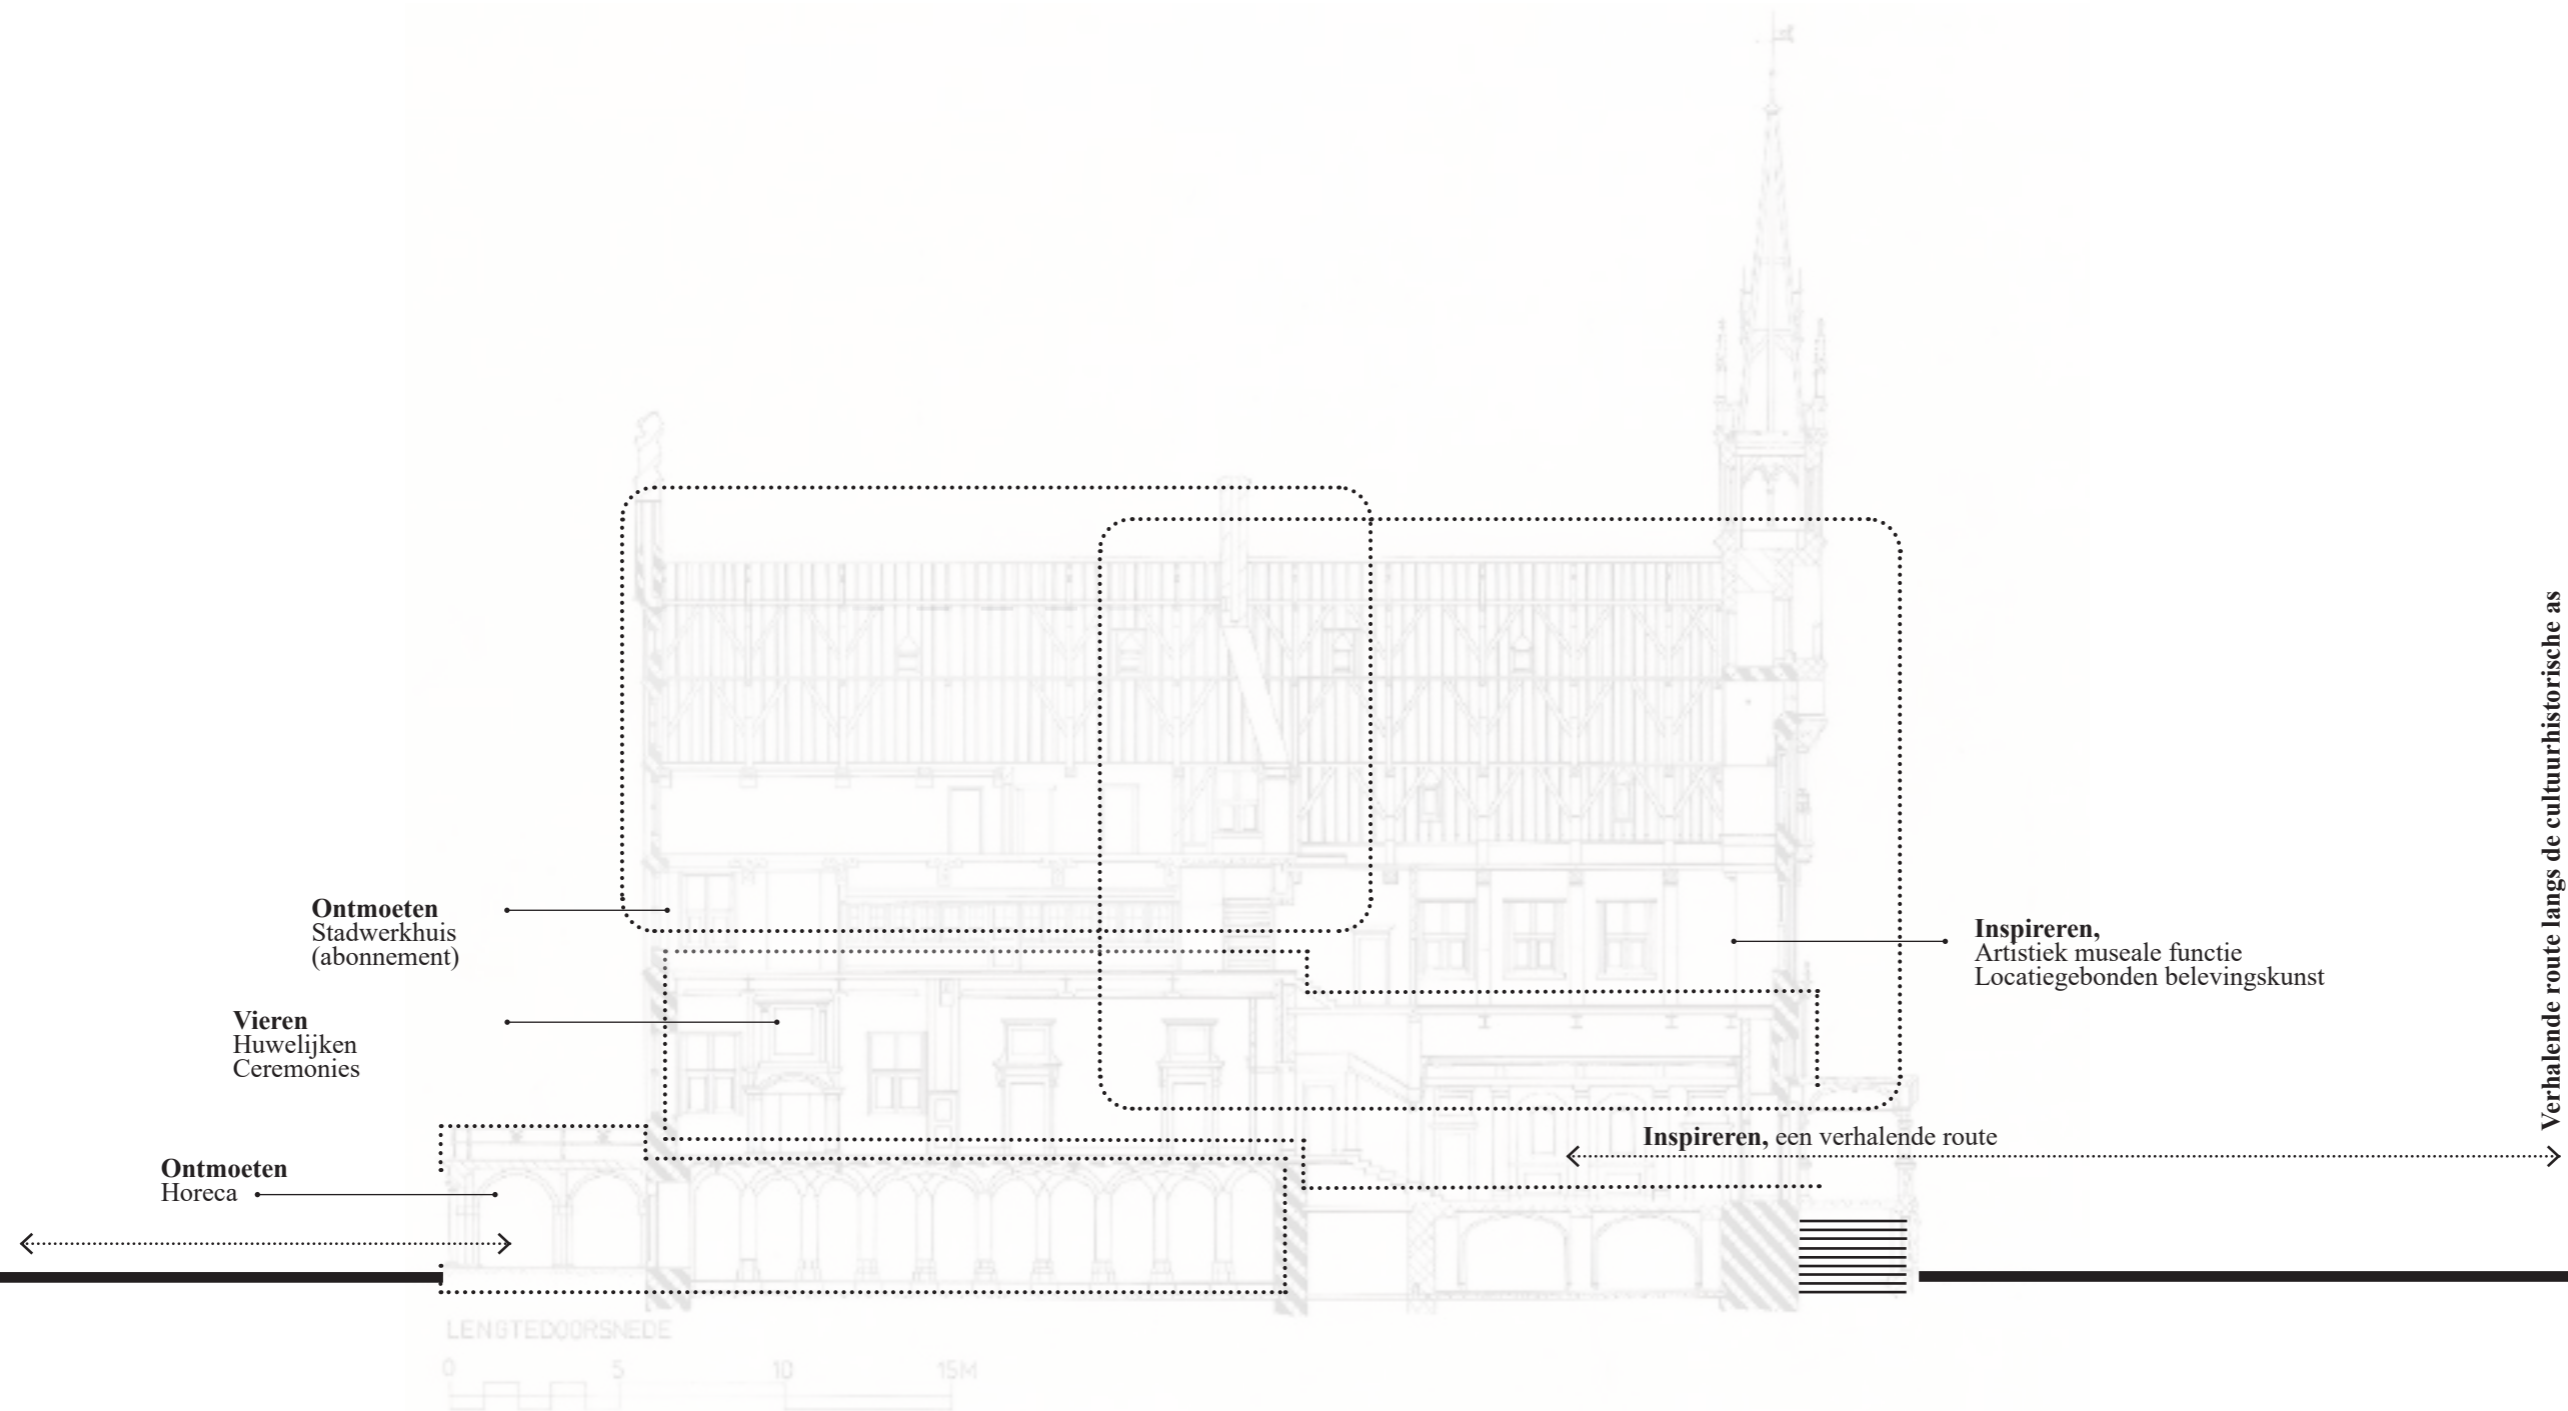 Ontmoeten
Stadwerkhuis
(abonnement)
Vieren
Huwelijken
Ceremonies
Ontmoeten
Horeca
Inspireren,
Artistiek museale functie
Locatiegebonden belevingskunst
Inspireren, een verhalende route
Verhalende route langs de cultuurhistorische as
LENGTEDOORSNEDE
0 5 10 15M